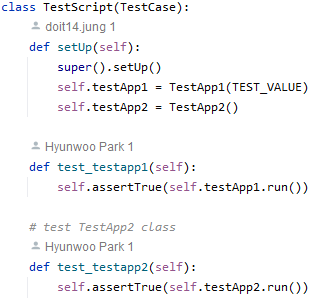 class TestScript(TestCase):
doit14.jung 1
def setUp(self):
super().setUp()
self.testApp1 = TestApp1(TEST_VALUE)
self.testApp2 = TestApp2()
Hyunwoo Park 1
def test_testapp1(self):
self.assertTrue(self.testApp1.run())
# test TestApp2 class
Hyunwoo Park 1
def test_testapp2(self):
self.assertTrue(self.testApp2.run())